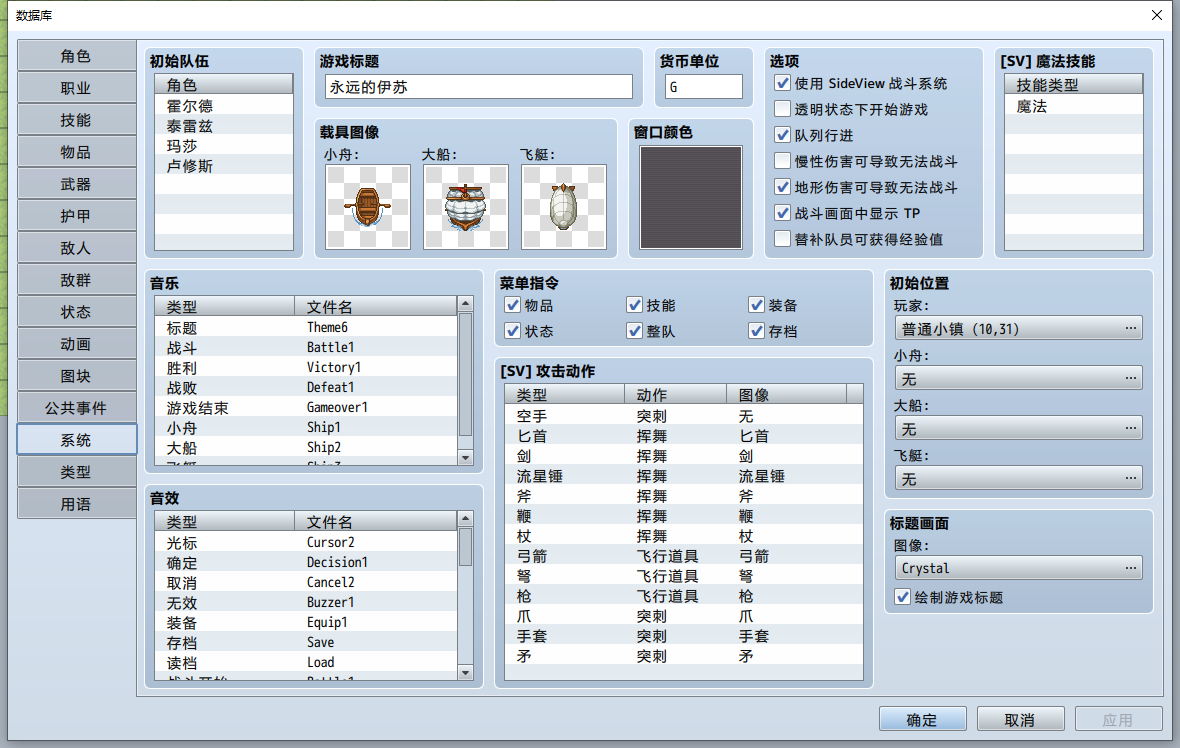 数据库
角色
职业
技能
物品
武器
护甲
敌人
敌群
状态
动画
图块
公共事件
系统
类型
用语
初始队伍
角色
霍尔德
泰雷兹
玛莎
卢修斯
游戏标题
永远的伊苏
货币单位
G
载具图像
小舟:
大船:
飞艇:
窗口颜色
选项
使用 SideView 战斗系统
透明状态下开始游戏
队列行进
慢性伤害可导致无法战斗
地形伤害可导致无法战斗
战斗画面中显示 TP
替补队员可获得经验值
[SV] 魔法技能
技能类型
魔法
音乐
类型 文件名
标题 Theme6
战斗 Battle1
胜利 Victory1
战败 Defeat1
游戏结束 Gameover1
小舟 Ship1
大船 Ship2
飞艇 Ship3
音效
类型 文件名
光标 Cursor2
确定 Decision1
取消 Cancel2
无效 Buzzer1
装备 Equip1
存档 Save
读档 Load
战斗开始 Battle1
菜单指令
物品 技能 装备
状态 整队 存档
[SV] 攻击动作
类型 动作 图像
空手 突刺 无
匕首 挥舞 匕首
剑 挥舞 剑
流星锤 挥舞 流星锤
斧 挥舞 斧
鞭 挥舞 鞭
杖 挥舞 杖
弓箭 飞行道具 弓箭
弩 飞行道具 弩
枪 飞行道具 枪
爪 突刺 爪
手套 突刺 手套
矛 突刺 矛
初始位置
玩家:
普通小镇 (10,31) ...
小舟:
无 ...
大船:
无 ...
飞艇:
无 ...
标题画面
图像:
Crystal ...
绘制游戏标题
确定 取消 应用